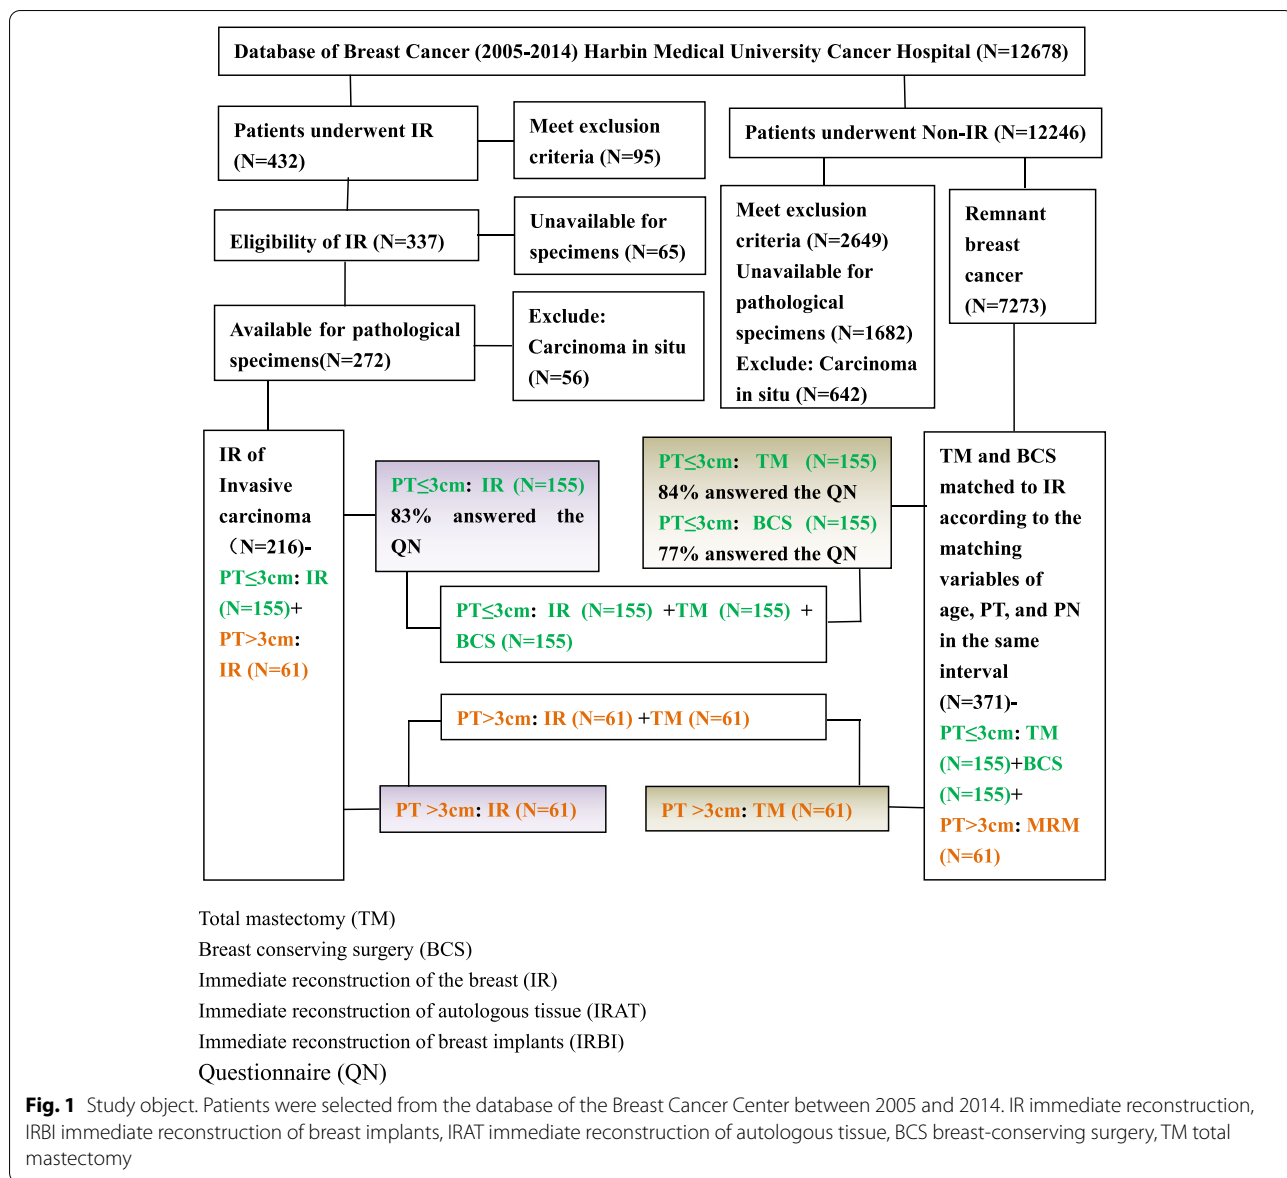 Database of Breast Cancer (2005-2014) Harbin Medical University Cancer Hospital (N=12678)
Patients underwent IR
(N=432)
Meet exclusion
criteria (N=95)
Patients underwent Non-IR (N=12246)
Eligibility of IR (N=337)
Unavailable for
specimens (N=65)
Meet exclusion
criteria (N=2649)
Unavailable for
pathological
specimens (N=1682)
Exclude: Carcinoma
in situ (N=642)
Remnant
breast
cancer
(N=7273)
Available for pathological
specimens(N=272)
Exclude:
Carcinoma in situ
(N=56)
IR of
Invasive
carcinoma
（N=216)-
PT≤3cm: IR
(N=155)+
PT>3cm:
IR (N=61)
PT≤3cm: IR (N=155)
83% answered the
QN
PT≤3cm: TM (N=155)
84% answered the QN
PT≤3cm: BCS (N=155)
77% answered the QN
TM and BCS
matched to IR
according to the
matching
variables of
age, PT, and PN
in the same
interval
(N=371)-
PT≤3cm: TM
(N=155)+BCS
(N=155)+
PT>3cm: MRM
(N=61)
PT≤3cm: IR (N=155) +TM (N=155) +
BCS (N=155)
PT>3cm: IR (N=61) +TM (N=61)
PT >3cm: IR (N=61)
PT >3cm: TM (N=61)
Total mastectomy (TM)
Breast conserving surgery (BCS)
Immediate reconstruction of the breast (IR)
Immediate reconstruction of autologous tissue (IRAT)
Immediate reconstruction of breast implants (IRBI)
Questionnaire (QN)
Fig. 1 Study object. Patients were selected from the database of the Breast Cancer Center between 2005 and 2014. IR immediate reconstruction,
IRBI immediate reconstruction of breast implants, IRAT immediate reconstruction of autologous tissue, BCS breast-conserving surgery, TM total
mastectomy